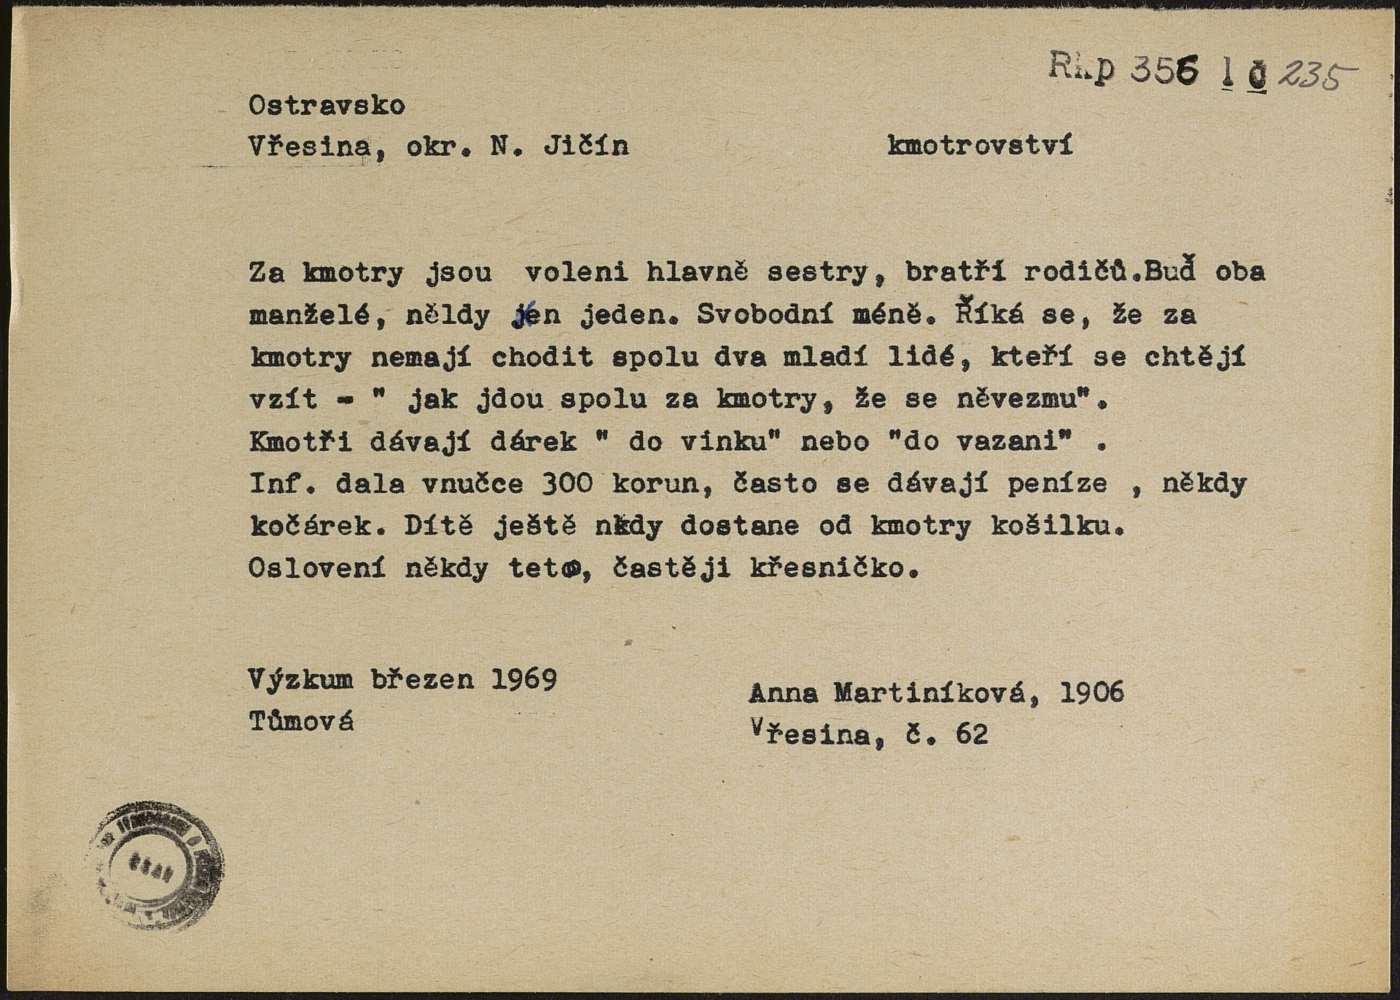 Rkp 356 1 0 235
Ostravsko
Vřesina, okr. N. Jičín kmotrovství
Za kmotry jsou voleni hlavně sestry, bratří rodičů.Buď oba
manželé, něldy jen jeden. Svobodní méně. Říká se, že za
kmotry nemají chodit spolu dva mladí lidé, kteří se chtějí
vzít - " jak jdou spolu za kmotry, že se něvezmu".
Kmotři dávají dárek " do vinku" nebo "do vazani" .
Inf. dala vnučce 300 korun, často se dávají peníze , někdy
kočárek. Dítě ještě nkdy dostane od kmotry košilku.
Oslovení někdy teto, častěji křesničko.
Výzkum březen 1969
Tůmová
Anna Martiníková, 1906
Vřesina, č. 62